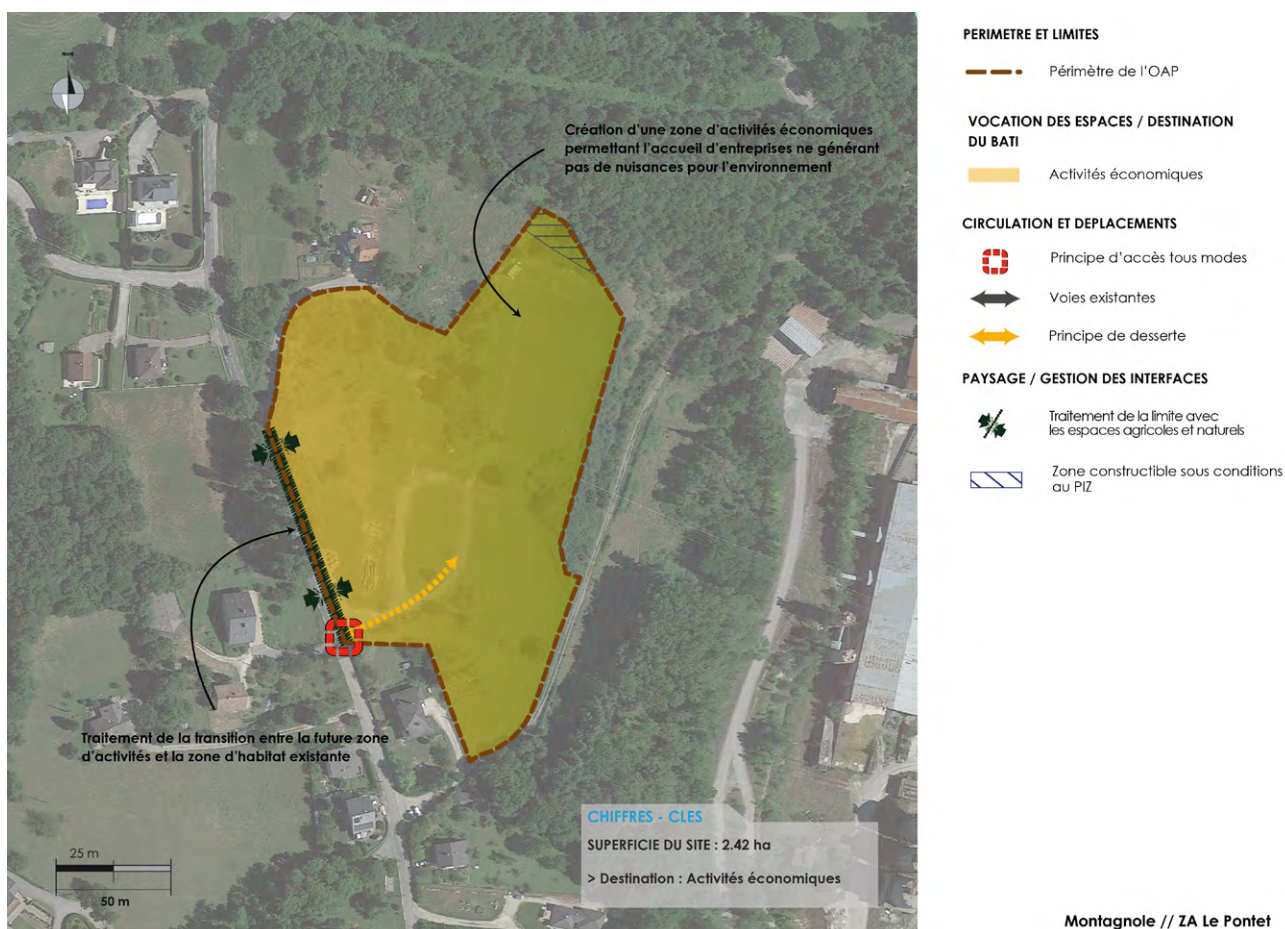 Nord
Création d'une zone d'activités économiques
permettant l'accueil d'entreprises ne générant
pas de nuisances pour l'environnement
Traitement de la transition entre la future zone
d'activités et la zone d'habitat existante
25 m
50 m
CHIFFRES - CLES
SUPERFICIE DU SITE : 2.42 ha
> Destination : Activités économiques
PERIMETRE ET LIMITES
Périmètre de l'OAP
VOCATION DES ESPACES / DESTINATION
DU BATI
Activités économiques
CIRCULATION ET DEPLACEMENTS
Principe d'accès tous modes
Voies existantes
Principe de desserte
PAYSAGE / GESTION DES INTERFACES
Traitement de la limite avec
les espaces agricoles et naturels
Zone constructible sous conditions
au PIZ
Montagnole // ZA Le Pontet